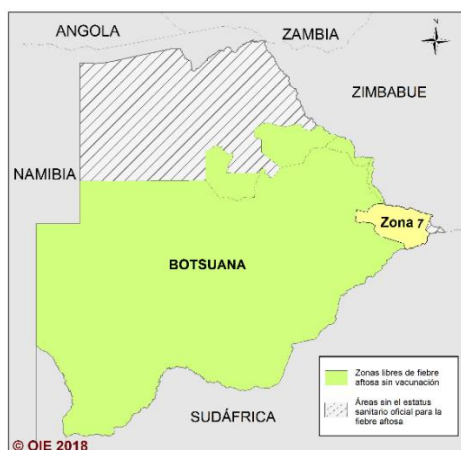 ANGOLA
ZAMBIA
N
ZIMBABUE
NAMIBIA
Zona 7
BOTSUANA
Zonas libres de fiebre
aftosa sin vacunación
Áreas sin el estatus
sanitario oficial para la
fiebre aftosa
SUDÁFRICA
© OIE 2018